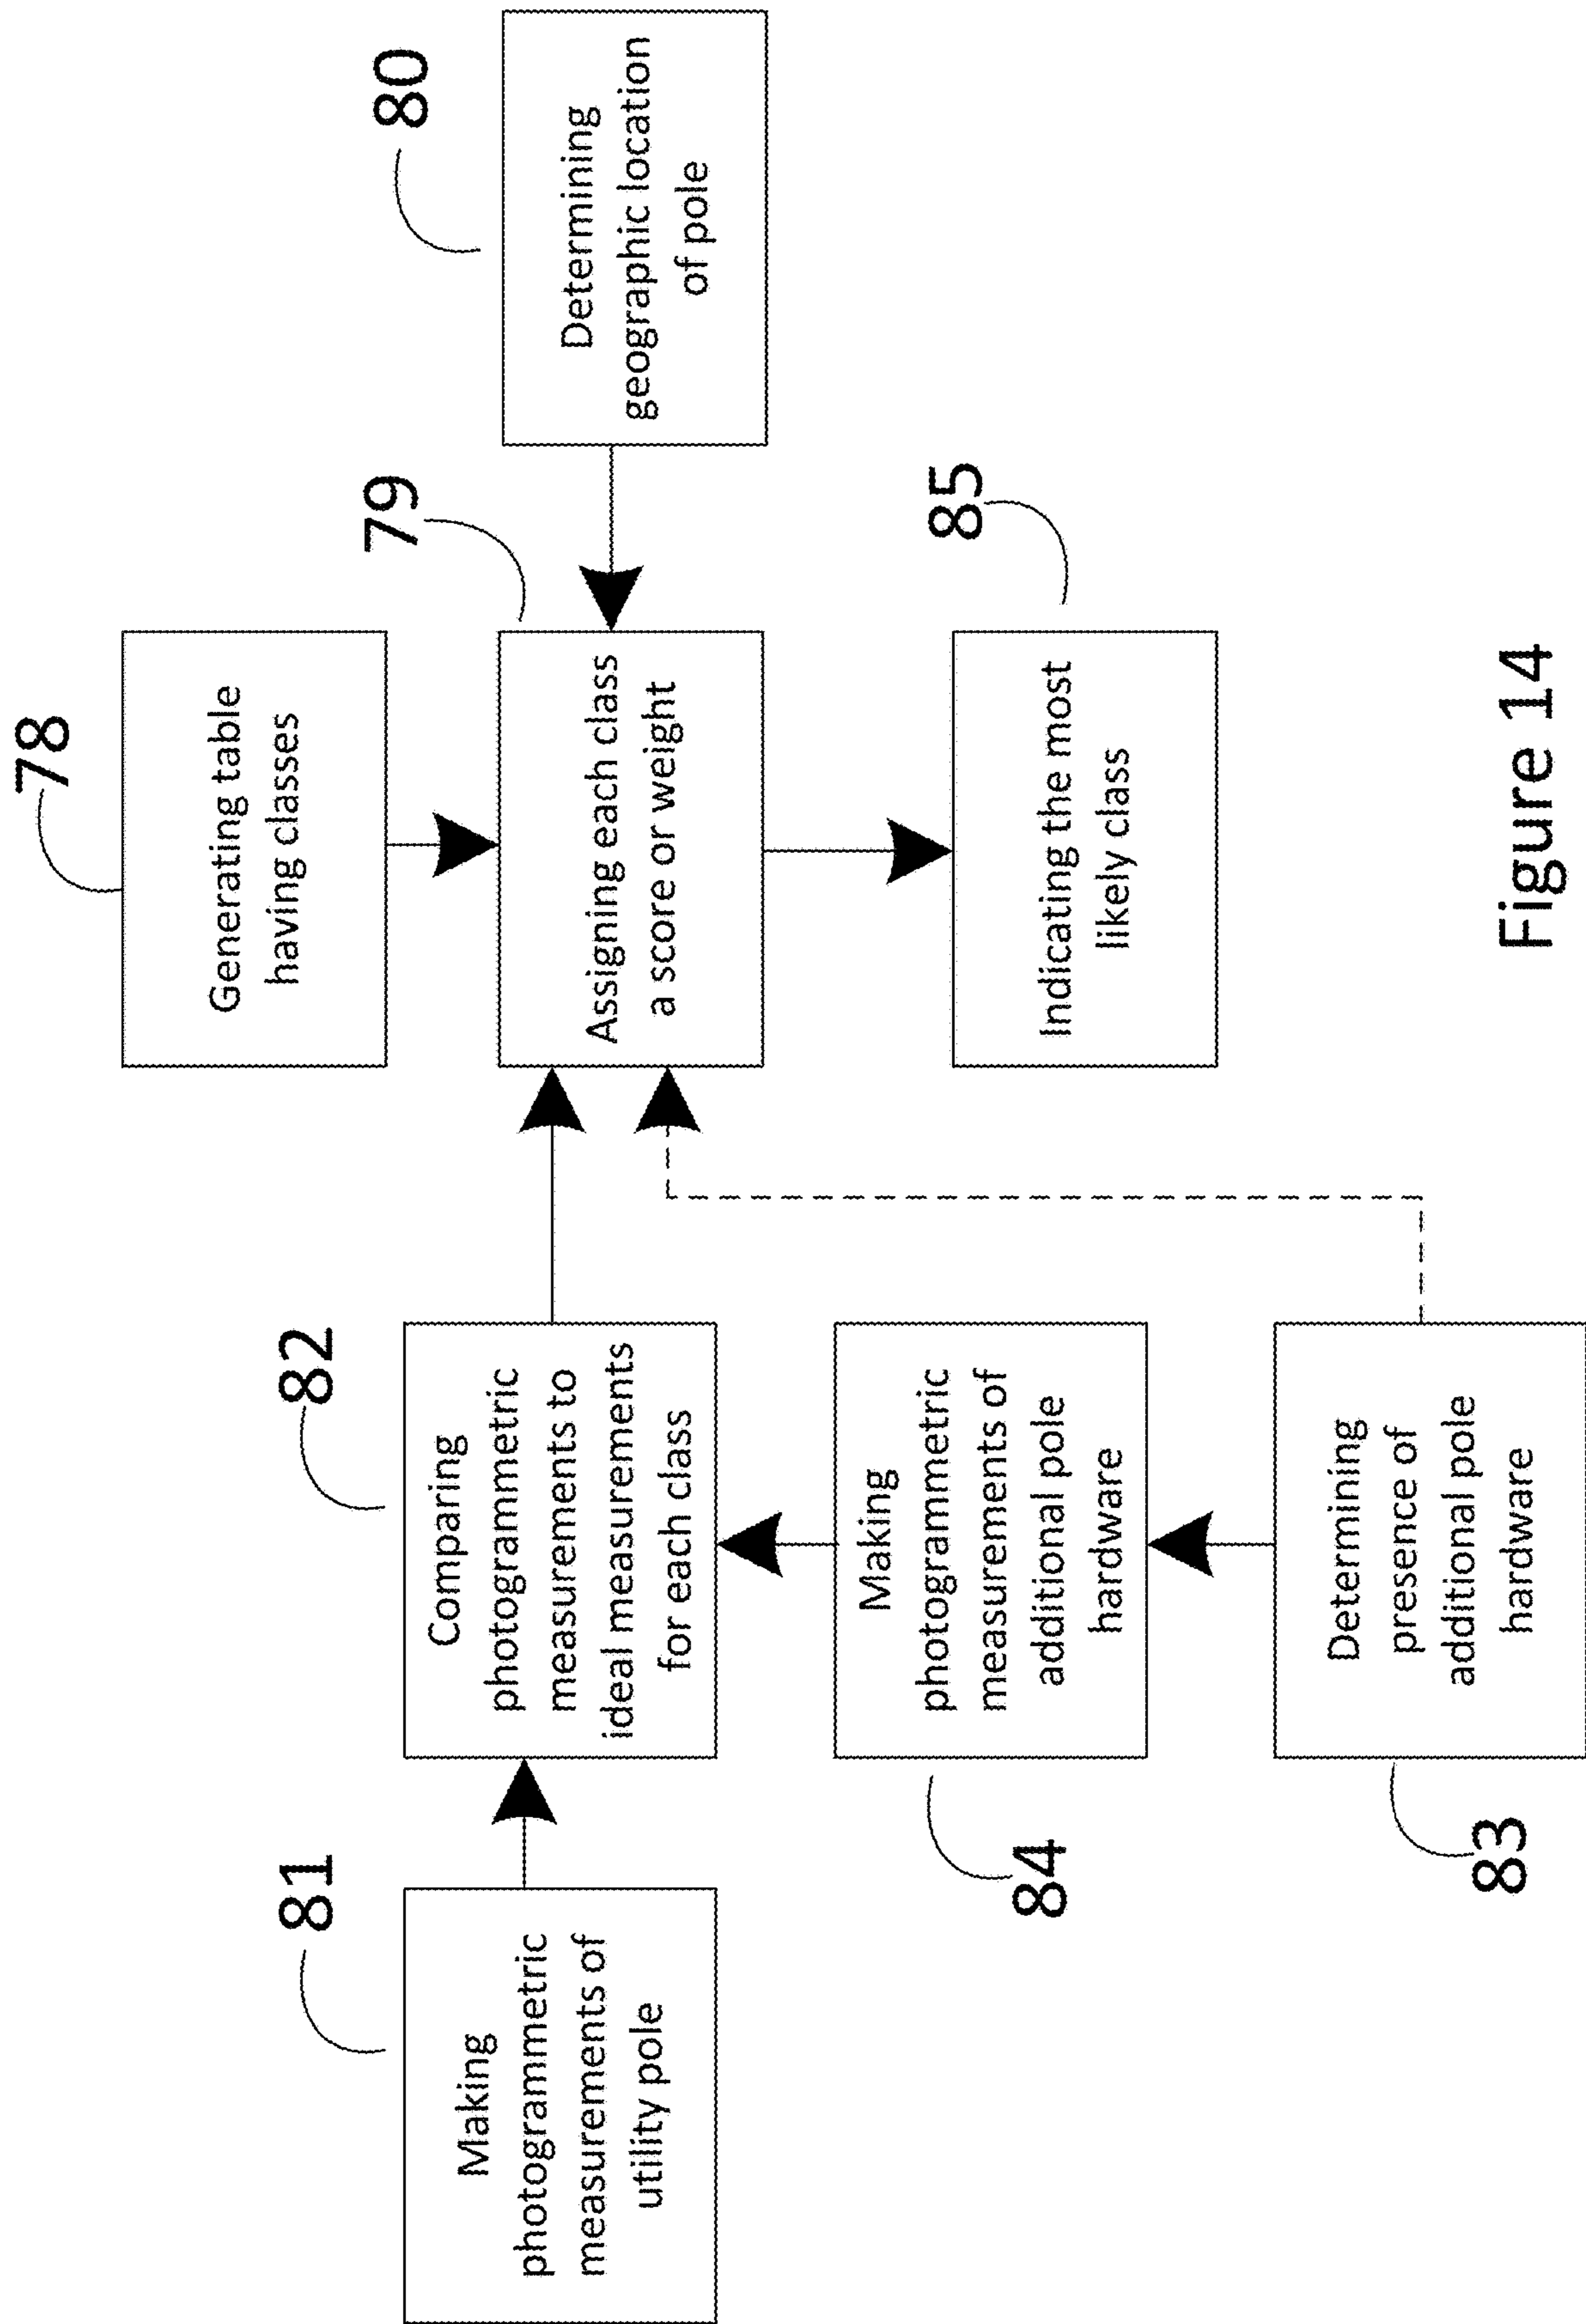 78
Generating table
having classes
80
Determining
geographic location
of pole
79
Assigning each class
a score or weight
85
Indicating the most
likely class
81
Making
photogrammetric
measurements of
utility pole
82
Comparing
photogrammetric
measurements to
ideal measurements
for each class
84
Making
photogrammetric
measurements of
additional pole
hardware
83
Determining
presence of
additional pole
hardware
Figure 14